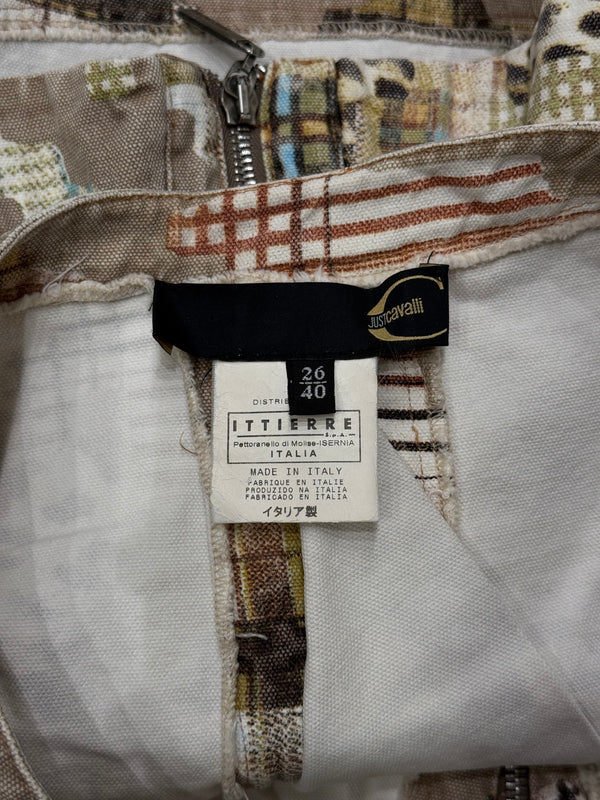 JUST cavalli
26
40
DISTRI
ITTIERRE
S.p.A.
Pettoranello di Molise-ISERNIA
ITALIA
MADE IN ITALY
FABRIQUE EN ITALIE
PRODUZIDO NA ITALIA
FABRICADO EN ITALIA
イタリア製